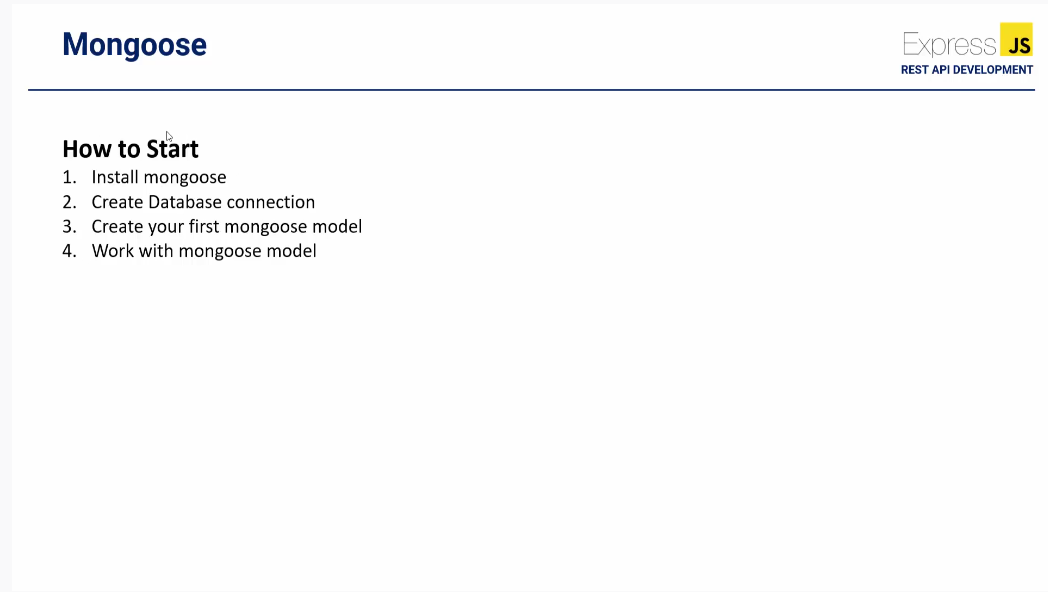 Mongoose
Express JS
REST API DEVELOPMENT
How to Start
1. Install mongoose
2. Create Database connection
3. Create your first mongoose model
4. Work with mongoose model